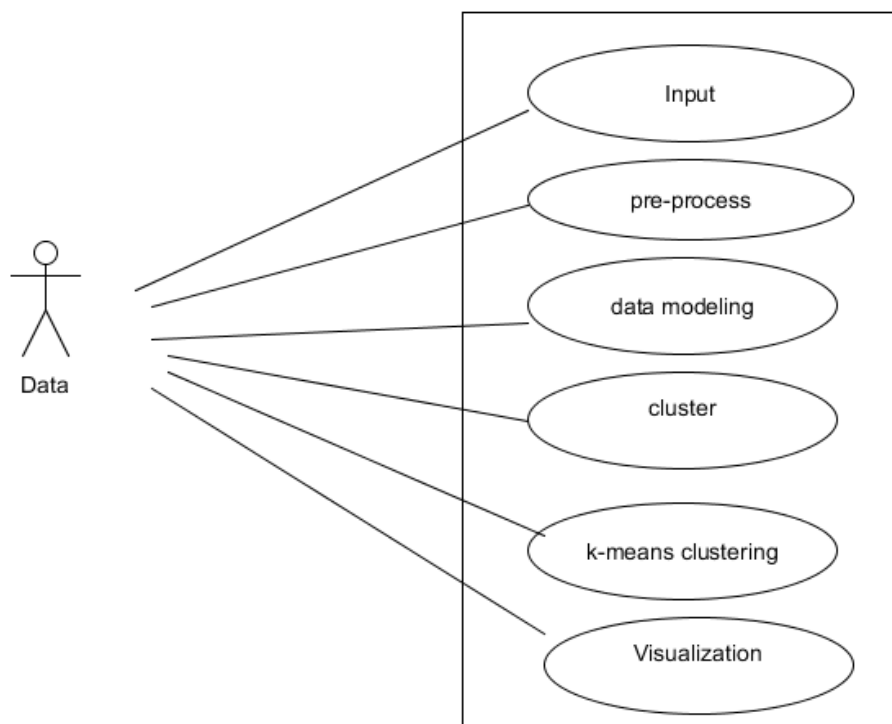 Input
pre-process
data modeling
Data
cluster
k-means clustering
Visualization